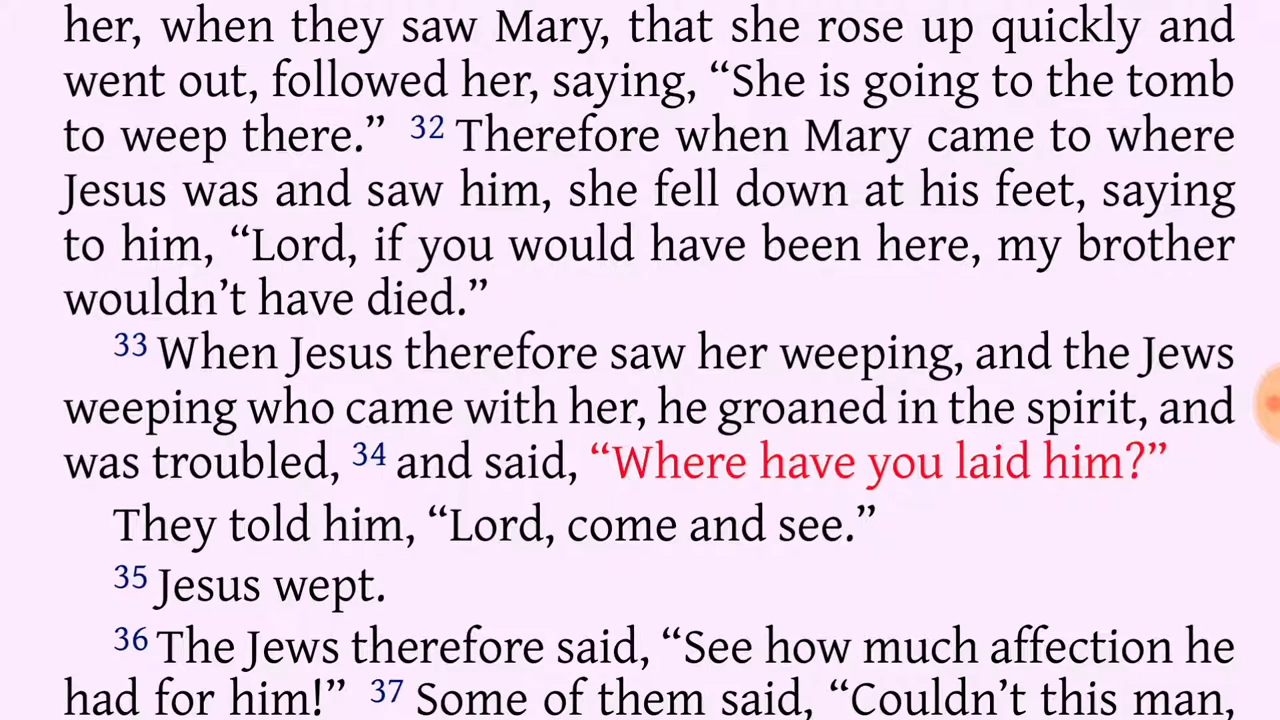 her, when they saw Mary, that she rose up quickly and
went out, followed her, saying, “She is going to the tomb
to weep there.” 32 Therefore when Mary came to where
Jesus was and saw him, she fell down at his feet, saying
to him, “Lord, if you would have been here, my brother
wouldn’t have died.”
33 When Jesus therefore saw her weeping, and the Jews
weeping who came with her, he groaned in the spirit, and
was troubled, 34 and said, “Where have you laid him?”
They told him, “Lord, come and see.”
35 Jesus wept.
36 The Jews therefore said, “See how much affection he
had for him!” 37 Some of them said, “Couldn’t this man,